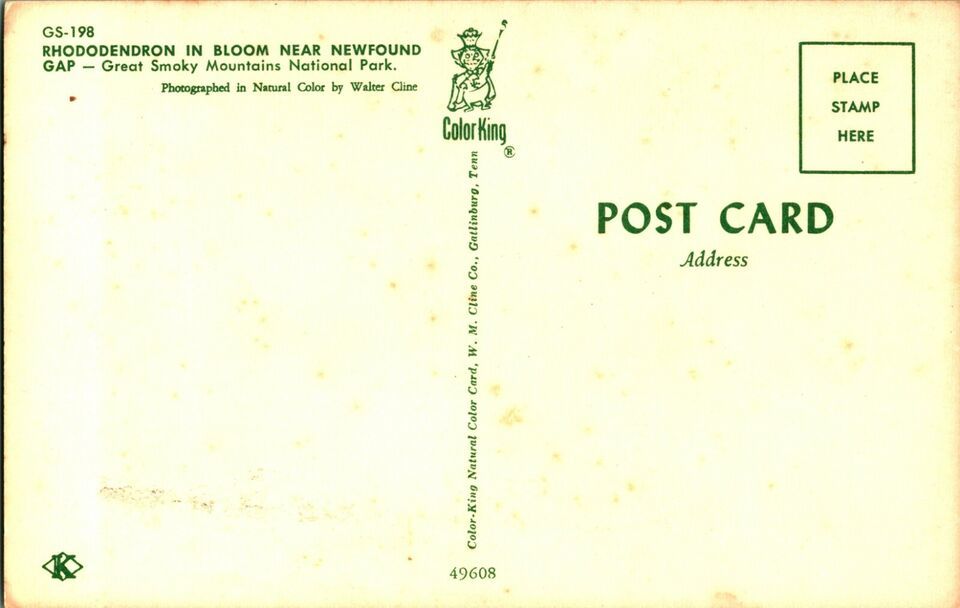 GS-198
RHODODENDRON IN BLOOM NEAR NEWFOUND
GAP — Great Smoky Mountains National Park.
Photographed in Natural Color by Walter Cline
ColorKing
®
Color-King Natural Color Card, W. M. Cline Co., Gatlinburg, Tenn
PLACE
STAMP
HERE
POST CARD
Address
K
49608